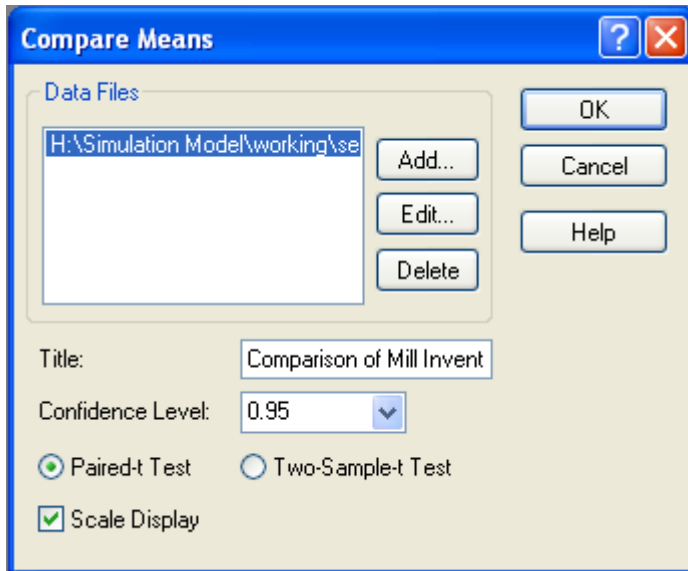 Compare Means
Data Files
H:\Simulation Model\working\se
Add...
Edit...
Delete
OK
Cancel
Help
Title:
Comparison of Mill Invent
Confidence Level:
0.95
Paired-t Test
Two-Sample-t Test
Scale Display